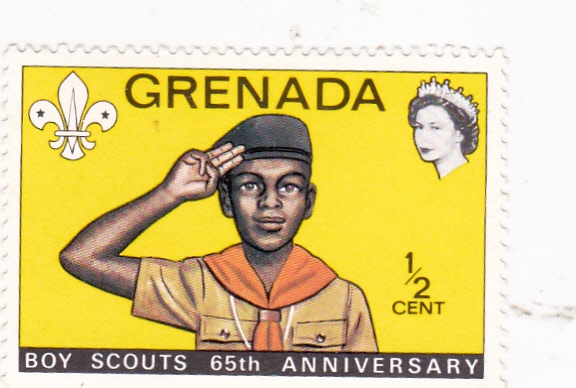 GRENADA
1/2
CENT
BOY SCOUTS 65th ANNIVERSARY